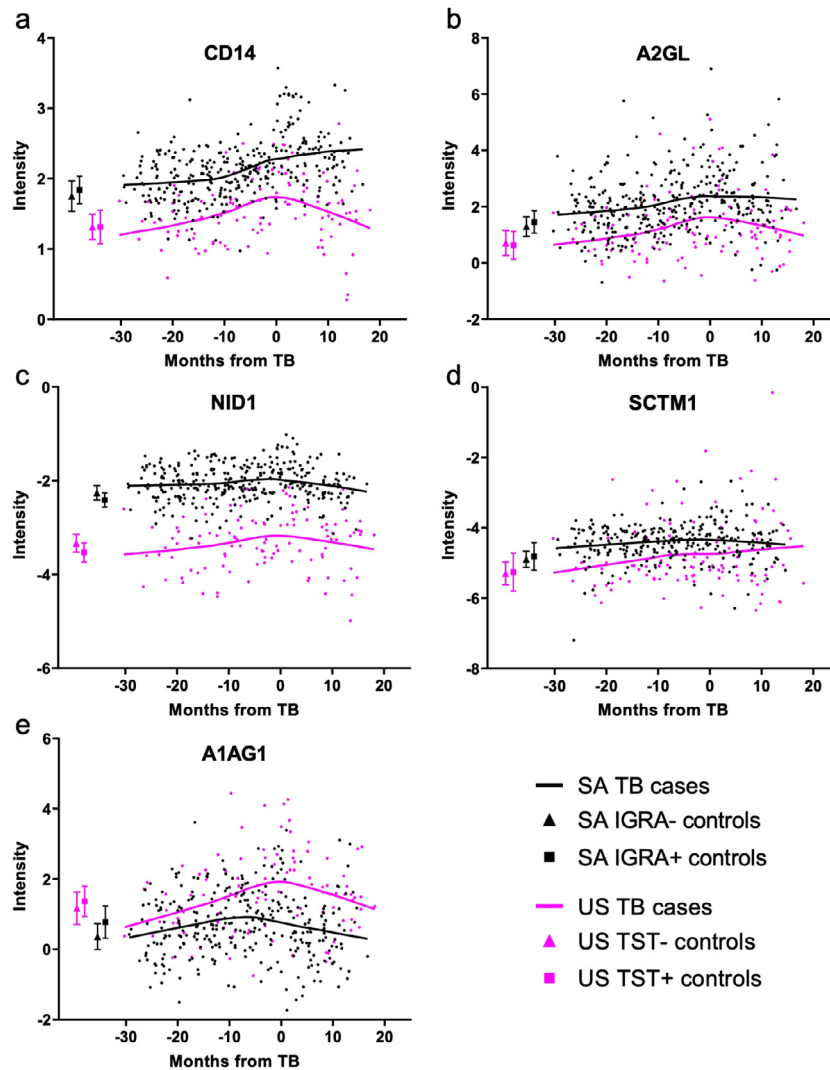 a
CD14
4
3
2
1
0
Intensity
-30 -20 -10 0 10 20
Months from TB
b
A2GL
8
6
4
2
0
-2
Intensity
-30 -20 -10 0 10 20
Months from TB
c
NID1
0
-2
-4
-6
Intensity
-30 -20 -10 0 10 20
Months from TB
d
SCTM1
0
-2
-4
-6
-8
Intensity
-30 -20 -10 0 10 20
Months from TB
e
A1AG1
6
4
2
0
-2
Intensity
-30 -20 -10 0 10 20
Months from TB
SA TB cases
SA IGRA- controls
SA IGRA+ controls
US TB cases
US TST- controls
US TST+ controls